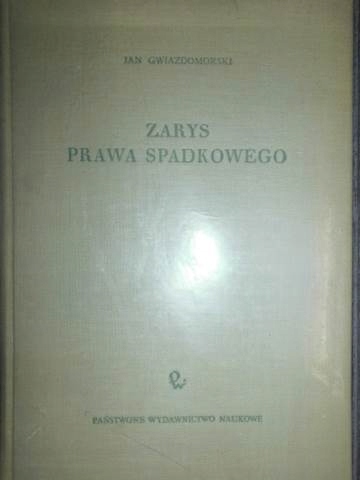 JAN GWIAZDOMORSKI
ZARYS
PRAWA SPADKOWEGO
PAŃSTWOWE WYDAWNICTWO NAUKOWE